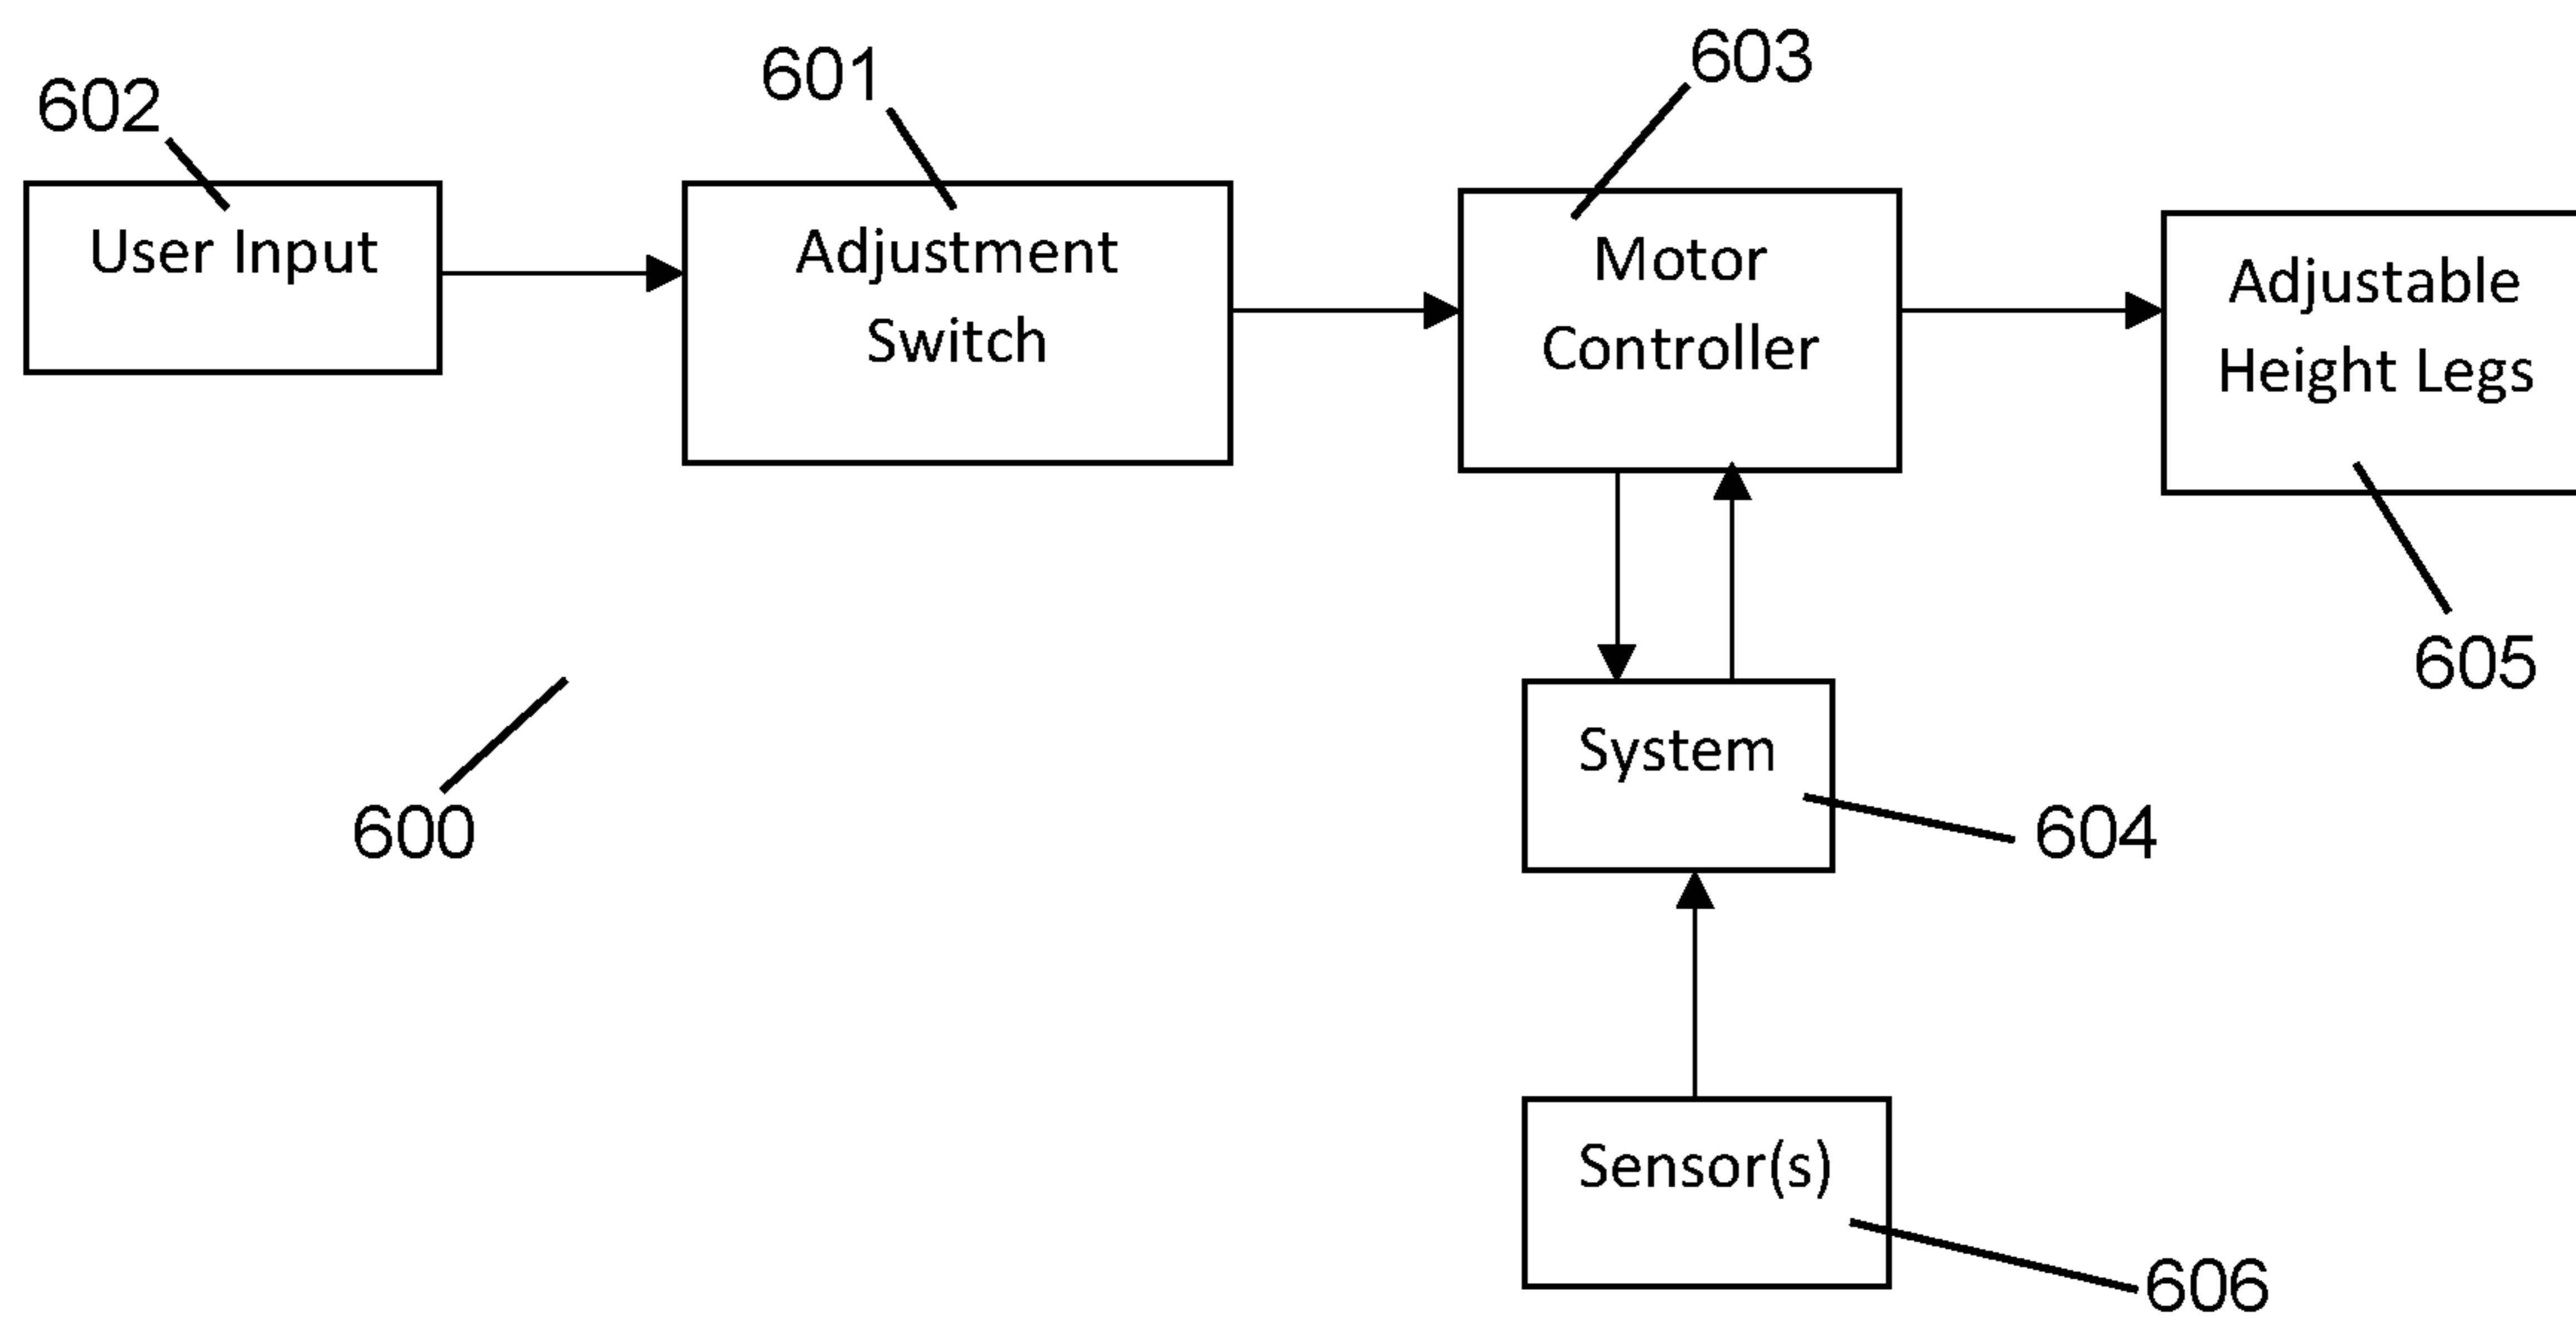 602
601
603
User Input
Adjustment
Switch
Motor
Controller
Adjustable
Height Legs
605
System
600
604
Sensor(s)
606